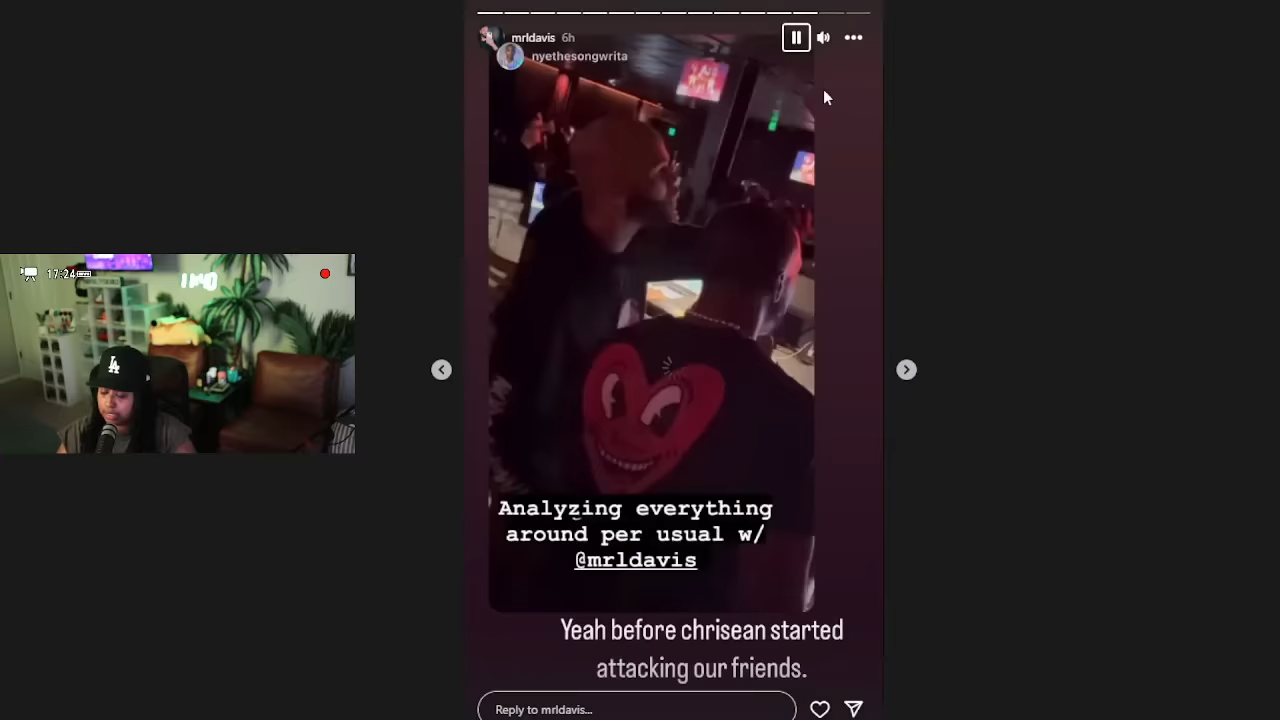 mrldavis 6h
nyethesongwrita
17:24
LA
Analyzing everything
around per usual w/
@mrldavis
Yeah before chrisean started
attacking our friends.
Reply to mrldavis...